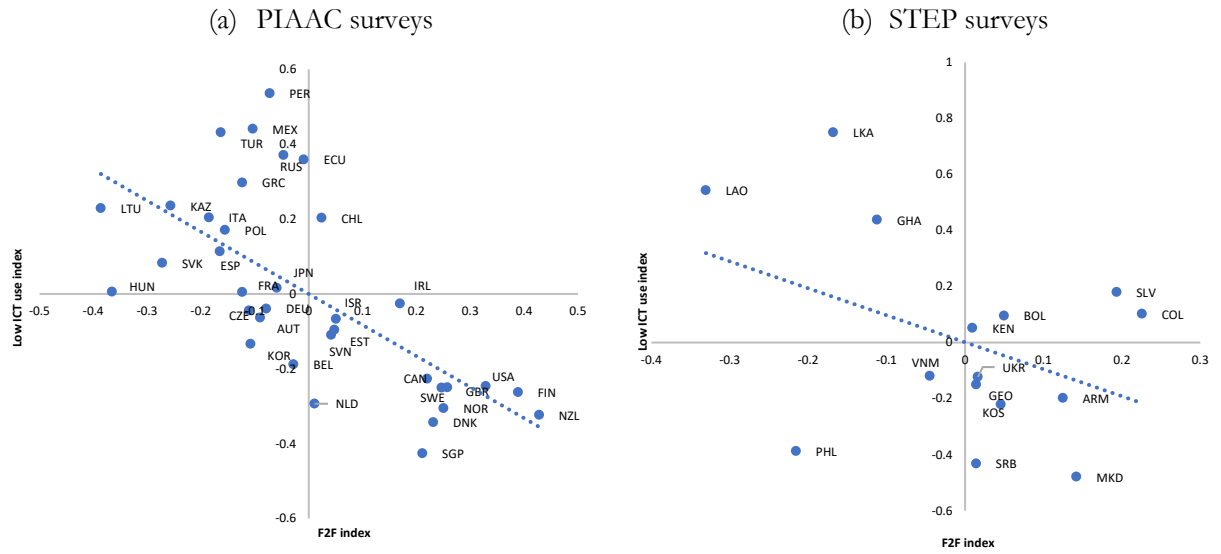 (a) PIAAC surveys
0.6
PER
MEX
TUR
0.4
RUS
ECU
GRC
LTU
KAZ
ITA
CHL
0.2
POL
ESP
SVK
JPN
HUN
FRA
IRL
0
-0.5
-0.4
-0.3
-0.2
-0.1
0
0.1
0.2
0.3
0.4
0.5
ISR
CZE
DEU
AUT
EST
SVN
KOR
BEL
-0.2
CAN
USA
SWE
GBR
FIN
NLD
NOR
NZL
DNK
-0.4
SGP
-0.6
Low ICT use index
F2F index
(b) STEP surveys
1
0.8
LKA
0.6
LAO
GHA
0.4
0.2
SLV
BOL
COL
KEN
0
-0.4
-0.3
-0.2
-0.1
0
0.1
0.2
0.3
VNM
UKR
GEO
ARM
-0.2
KOS
PHL
-0.4
SRB
MKD
-0.6
Low ICT use index
F2F index